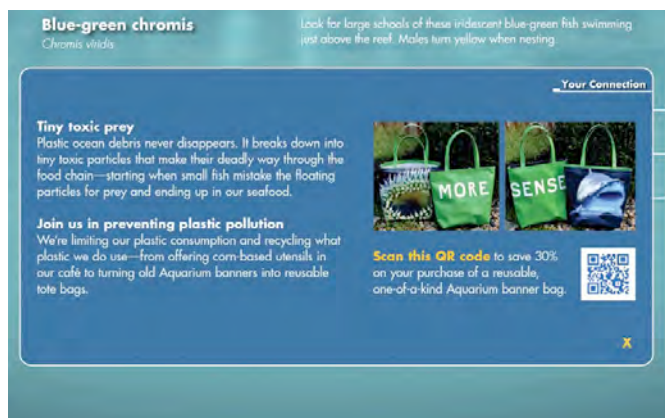 Blue-green chromis
Chromis viridis
Look for large schools of these iridescent blue-green fish swimming
just above the reef. Males turn yellow when nesting.
Your Connection
Tiny toxic prey
Plastic ocean debris never disappears. It breaks down into
tiny toxic particles that make their deadly way through the
food chain—starting when small fish mistake the floating
particles for prey and ending up in our seafood.
Join us in preventing plastic pollution
We're limiting our plastic consumption and recycling what
plastic we do use—from offering corn-based utensils in
our café to turning old Aquarium banners into reusable
tote bags.
MORE
SENSE
Scan this QR code to save 30%
on your purchase of a reusable,
one-of-a-kind Aquarium banner bag.
X